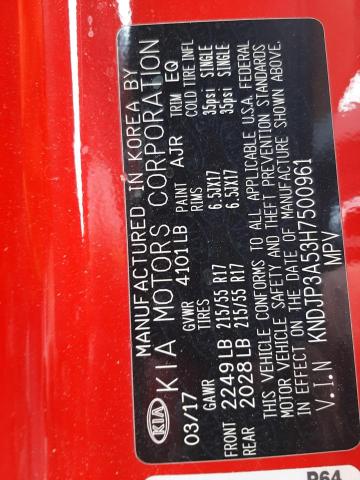 MANUFACTURED IN KOREA BY
KIA KIA MOTORS CORPORATION
03/17 GVWR 4101LB PAINT AJR TRIM EQ
GAWR TIRES RIMS COLD TIRE INFL
FRONT 2249LB 215/55 R17 6.5JX17 35psi SINGLE
REAR 2028LB 215/55 R17 6.5JX17 35psi SINGLE
THIS VEHICLE CONFORMS TO ALL APPLICABLE U.S.A. FEDERAL
MOTOR VEHICLE SAFETY AND THEFT PREVENTION STANDARDS
IN EFFECT ON THE DATE OF MANUFACTURE SHOWN ABOVE.
V.I.N KNDJP3A53H7500961
MPV
P64